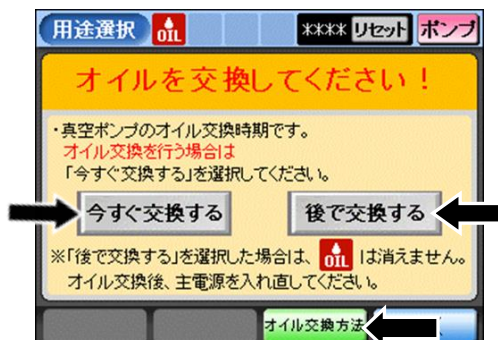 用途選択 OIL ****リセット ポンプ
オイルを交換してください！
・真空ポンプのオイル交換時期です。
オイル交換を行う場合は
「今すぐ交換する」を選択してください。
今すぐ交換する 後で交換する
※「後で交換する」を選択した場合は、OIL は消えません。
オイル交換後、主電源を入れ直してください。
オイル交換方法